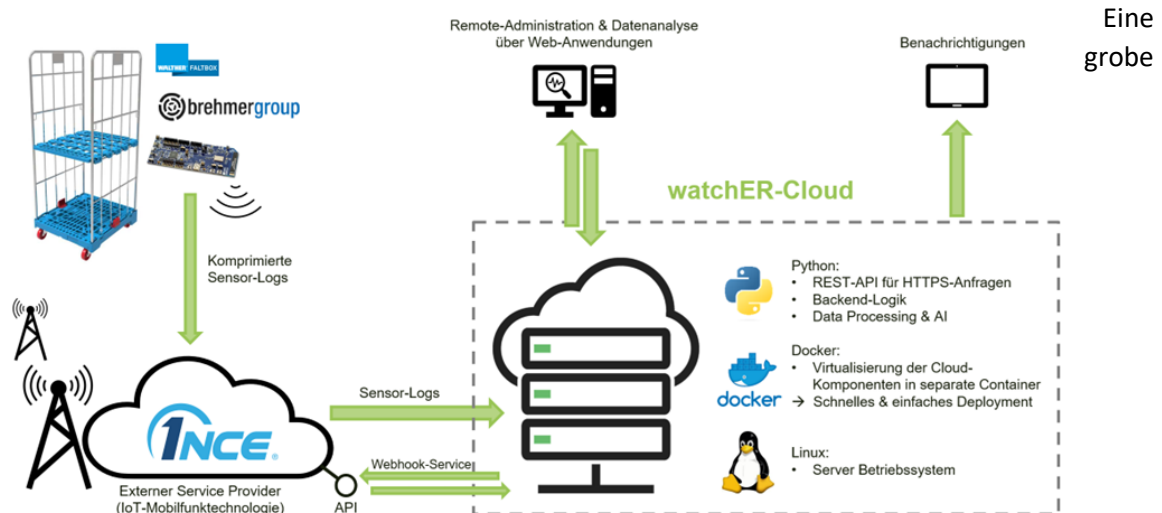 Eine
grobe
Remote-Administration & Datenanalyse
über Web-Anwendungen
Benachrichtigungen
WALTHER FALTBOX
brehmergroup
watchER-Cloud
Komprimierte
Sensor-Logs
Python:
• REST-API für HTTPS-Anfragen
• Backend-Logik
• Data Processing & AI
Docker:
• Virtualisierung der Cloud-
Komponenten in separate Container
→ Schnelles & einfaches Deployment
docker
Linux:
• Server Betriebssystem
Sensor-Logs
1NCE.
Webhook-Service
Externer Service Provider
(IoT-Mobilfunktechnologie)
API